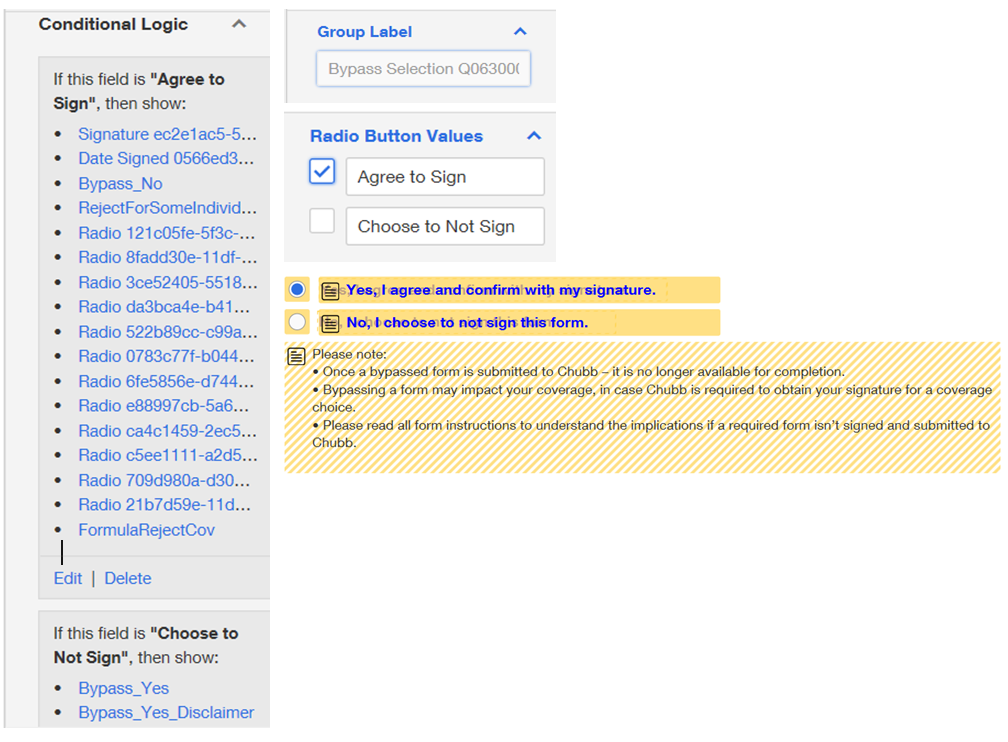 Conditional Logic
If this field is "Agree to
Sign", then show:
• Signature ec2e1ac5-5...
• Date Signed 0566ed3...
• Bypass_No
• RejectForSomeIndivid...
• Radio 121c05fe-5f3c-...
• Radio 8fadd30e-11df-...
• Radio 3ce52405-5518...
• Radio da3bca4e-b41...
• Radio 522b89cc-c99a...
• Radio 0783c77f-b044...
• Radio 6fe5856e-d744...
• Radio e88997cb-5a6...
• Radio ca4c1459-2ec5...
• Radio c5ee1111-a2d5...
• Radio 709d980a-d30...
• Radio 21b7d59e-11d...
• FormulaRejectCov
Edit | Delete
If this field is "Choose to
Not Sign", then show:
• Bypass_Yes
• Bypass_Yes_Disclaimer
Group Label
Bypass Selection Q06300
Radio Button Values
Agree to Sign
Choose to Not Sign
Yes, I agree and confirm with my signature.
No, I choose to not sign this form.
Please note:
• Once a bypassed form is submitted to Chubb – it is no longer available for completion.
• Bypassing a form may impact your coverage, in case Chubb is required to obtain your signature for a coverage
choice.
• Please read all form instructions to understand the implications if a required form isn't signed and submitted to
Chubb.